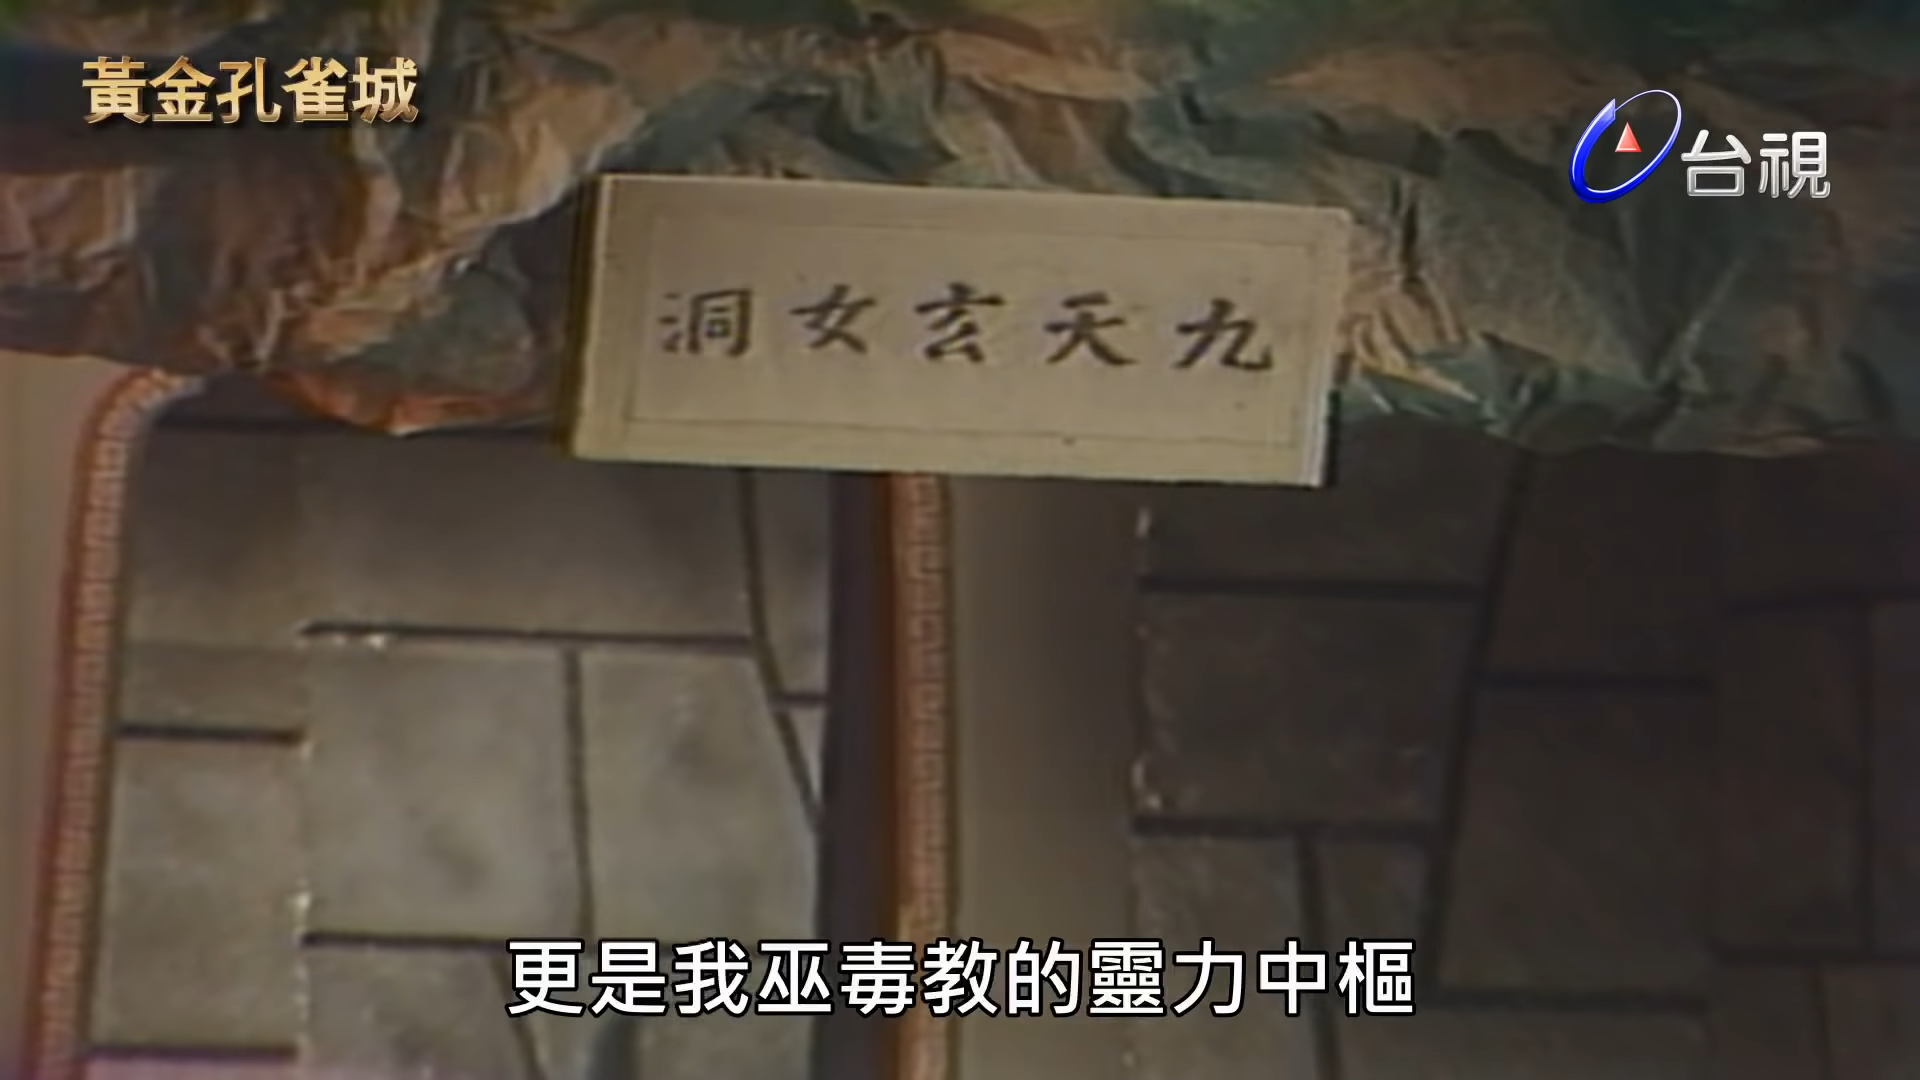 黃金孔雀城
台視
九天玄女洞
更是我巫毒教的靈力中樞